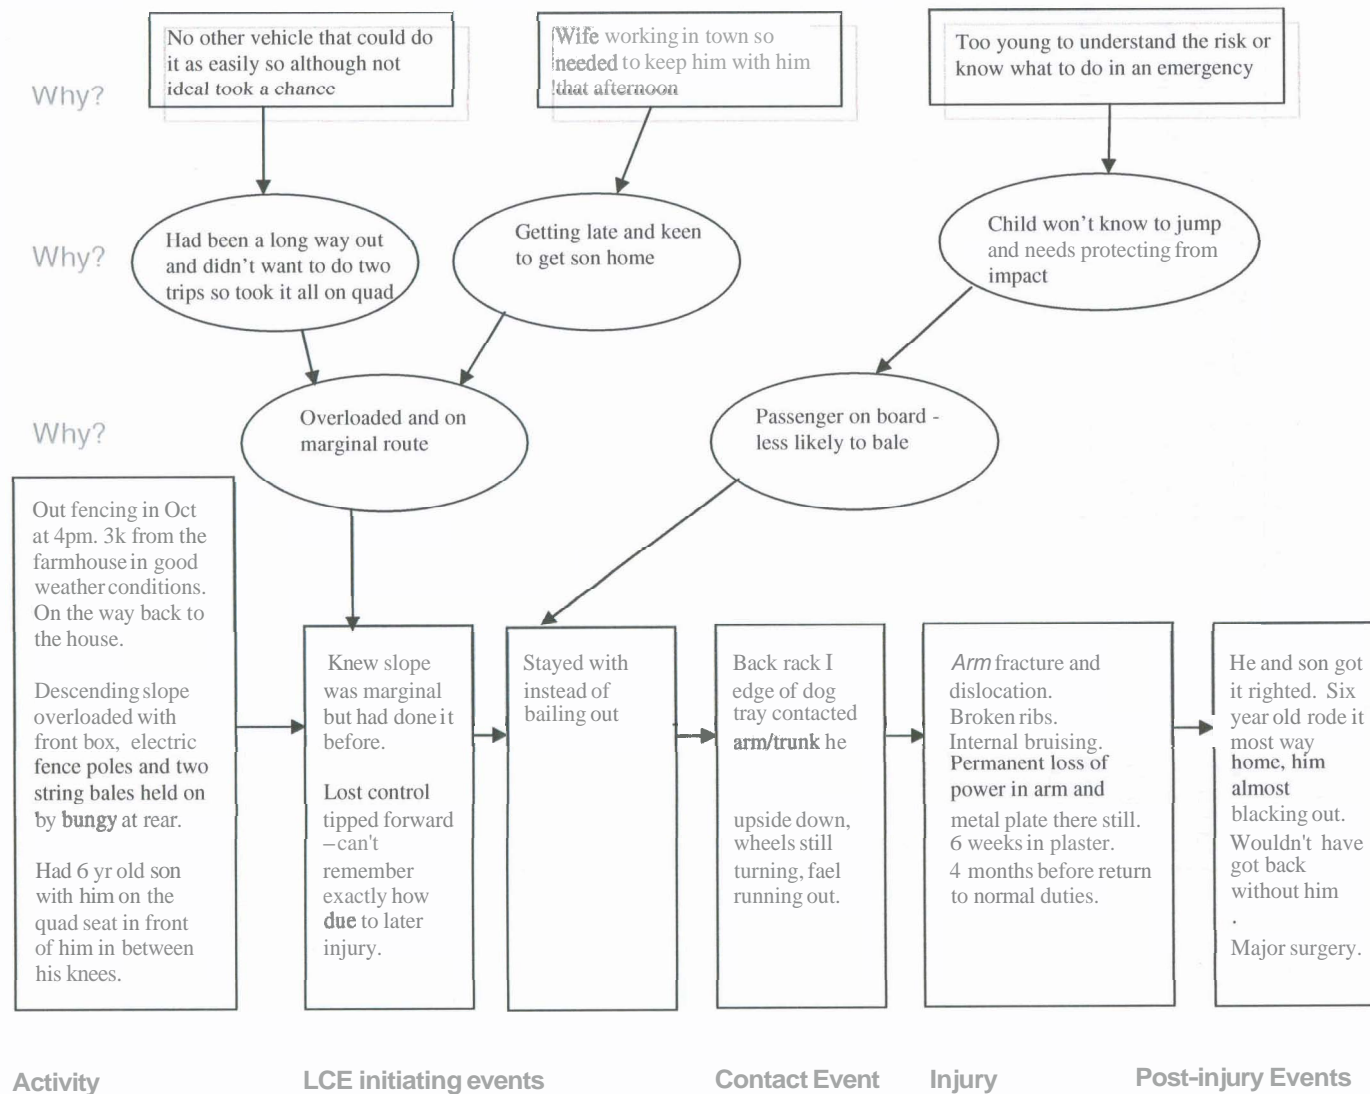 No other vehicle that could do
it as easily so although not
ideal took a chance
Wife working in town so
needed to keep him with him
that afternoon
Too young to understand the risk or
know what to do in an emergency
Why?
Had been a long way out
and didn't want to do two
trips so took it all on quad
Getting late and keen
to get son home
Child won't know to jump
and needs protecting from
impact
Why?
Overloaded and on
marginal route
Passenger on board -
less likely to bale
Why?
Out fencing in Oct
at 4pm. 3k from the
farmhouse in good
weather conditions.
On the way back to
the house.
Descending slope
overloaded with
front box, electric
fence poles and two
string bales held on
by bungy at rear.
Had 6 yr old son
with him on the
quad seat in front
of him in between
his knees.
Knew slope
was marginal
but had done it
before.
Lost control
tipped forward
–can't
remember
exactly how
due to later
injury.
Stayed with
instead of
bailing out
Back rack I
edge of dog
tray contacted
arm/trunk he
upside down,
wheels still
turning, fael
running out.
Arm fracture and
dislocation.
Broken ribs.
Internal bruising.
Permanent loss of
power in arm and
metal plate there still.
6 weeks in plaster.
4 months before return
to normal duties.
He and son got
it righted. Six
year old rode it
most way
home, him
almost
blacking out.
Wouldn't have
got back
without him
.
Major surgery.
Activity
LCE initiating events
Contact Event
Injury
Post-injury Events